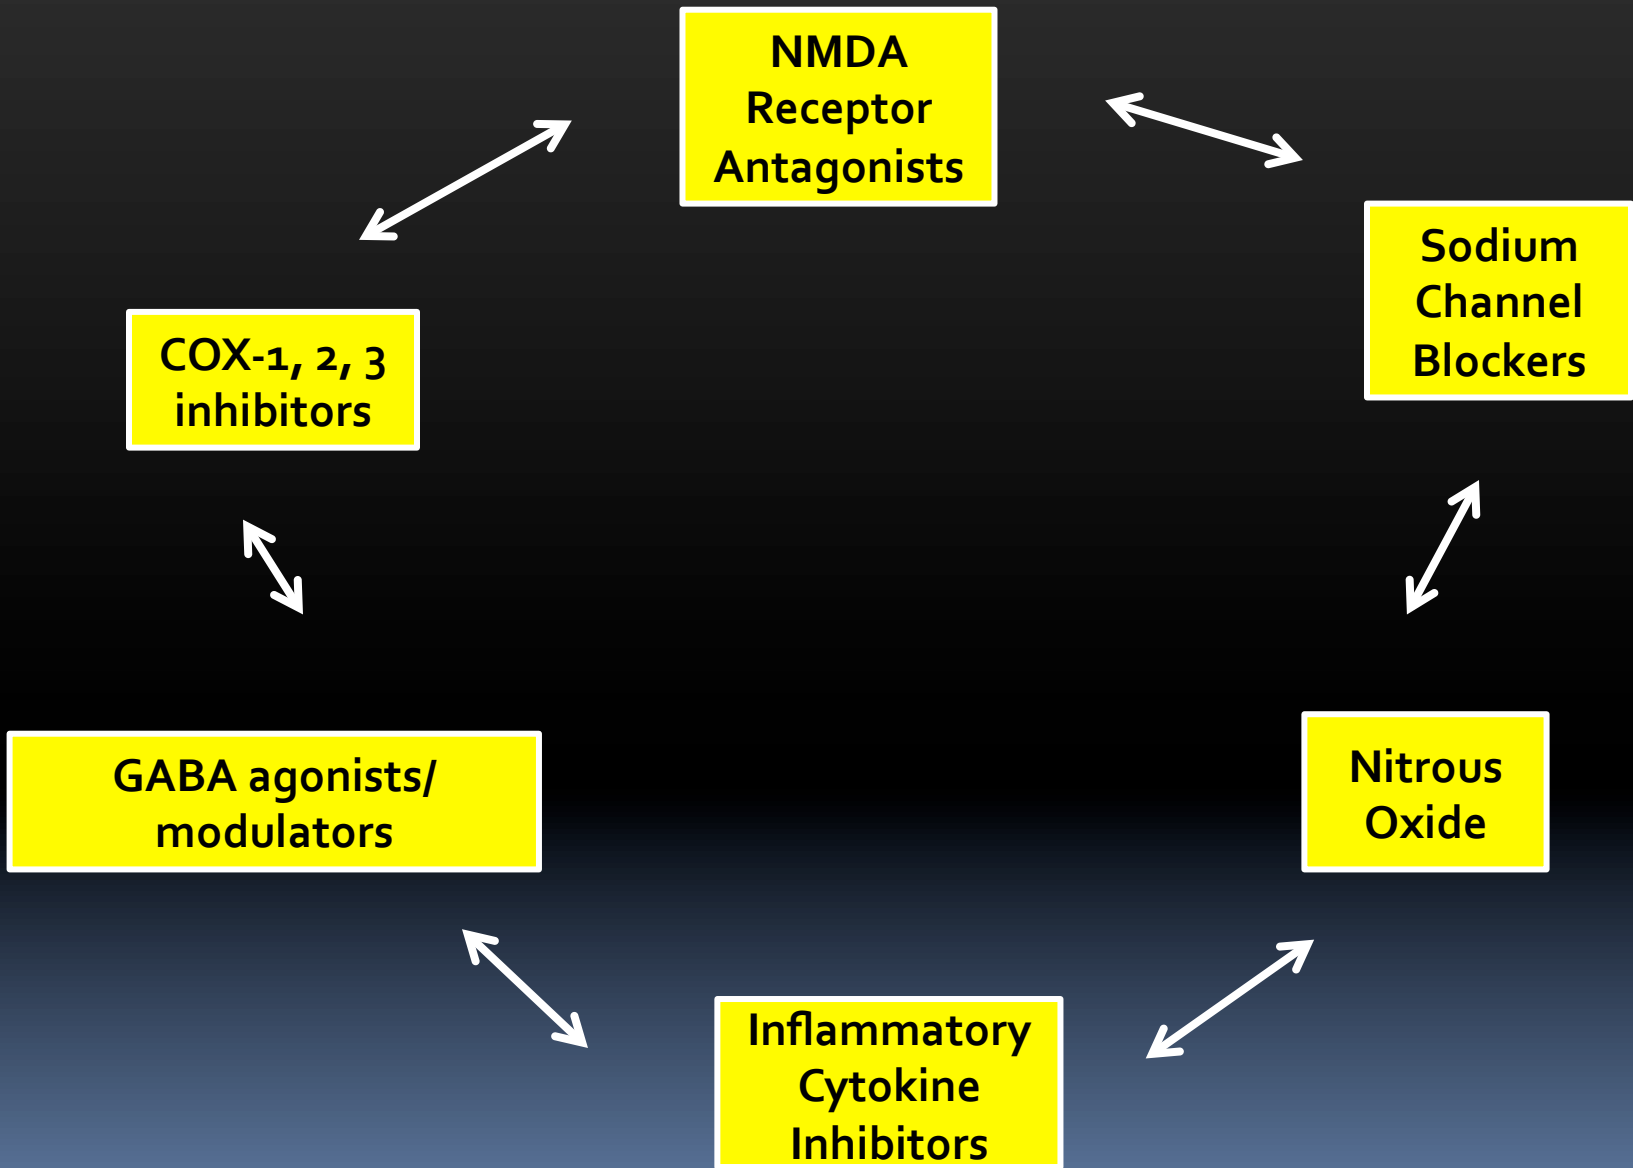 NMDA
Receptor
Antagonists
Sodium
Channel
Blockers
COX-1, 2, 3
inhibitors
GABA agonists/
modulators
Nitrous
Oxide
Inflammatory
Cytokine
Inhibitors